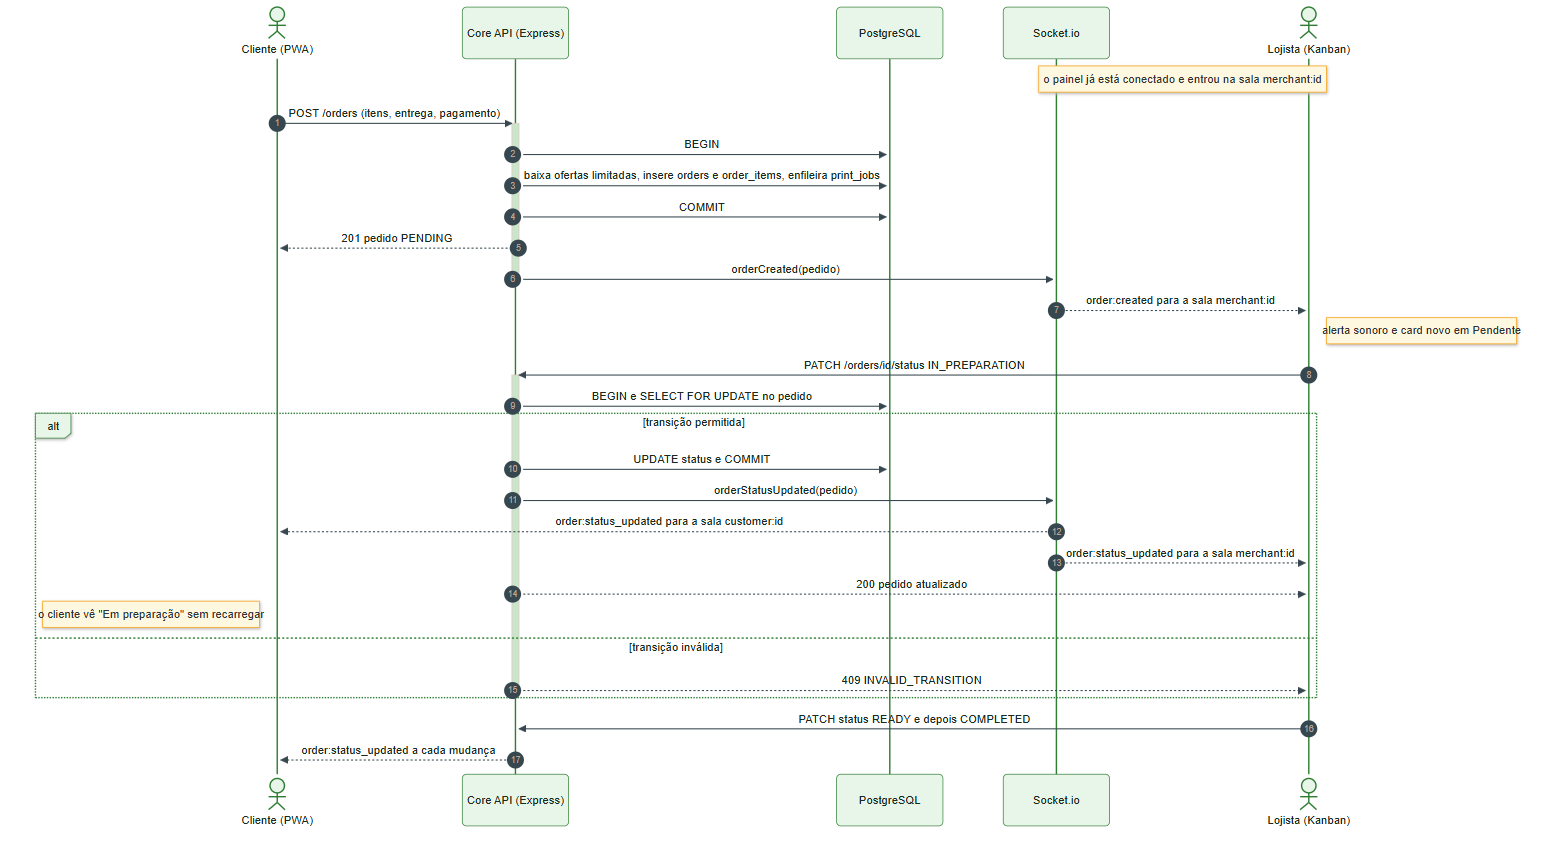 Cliente (PWA)
Core API (Express)
PostgreSQL
Socket.io
Lojista (Kanban)
o painel já está conectado e entrou na sala merchant:id
1
POST /orders (itens, entrega, pagamento)
2
BEGIN
3
baixa ofertas limitadas, insere orders e order_items, enfileira print_jobs
4
COMMIT
201 pedido PENDING
5
6
orderCreated(pedido)
7
order:created para a sala merchant:id
alerta sonoro e card novo em Pendente
PATCH /orders/id/status IN_PREPARATION
8
9
BEGIN e SELECT FOR UPDATE no pedido
alt
[transição permitida]
10
UPDATE status e COMMIT
11
orderStatusUpdated(pedido)
order:status_updated para a sala customer:id
12
13
order:status_updated para a sala merchant:id
14
200 pedido atualizado
o cliente vê "Em preparação" sem recarregar
[transição inválida]
15
409 INVALID_TRANSITION
PATCH status READY e depois COMPLETED
16
order:status_updated a cada mudança
17
Cliente (PWA)
Core API (Express)
PostgreSQL
Socket.io
Lojista (Kanban)